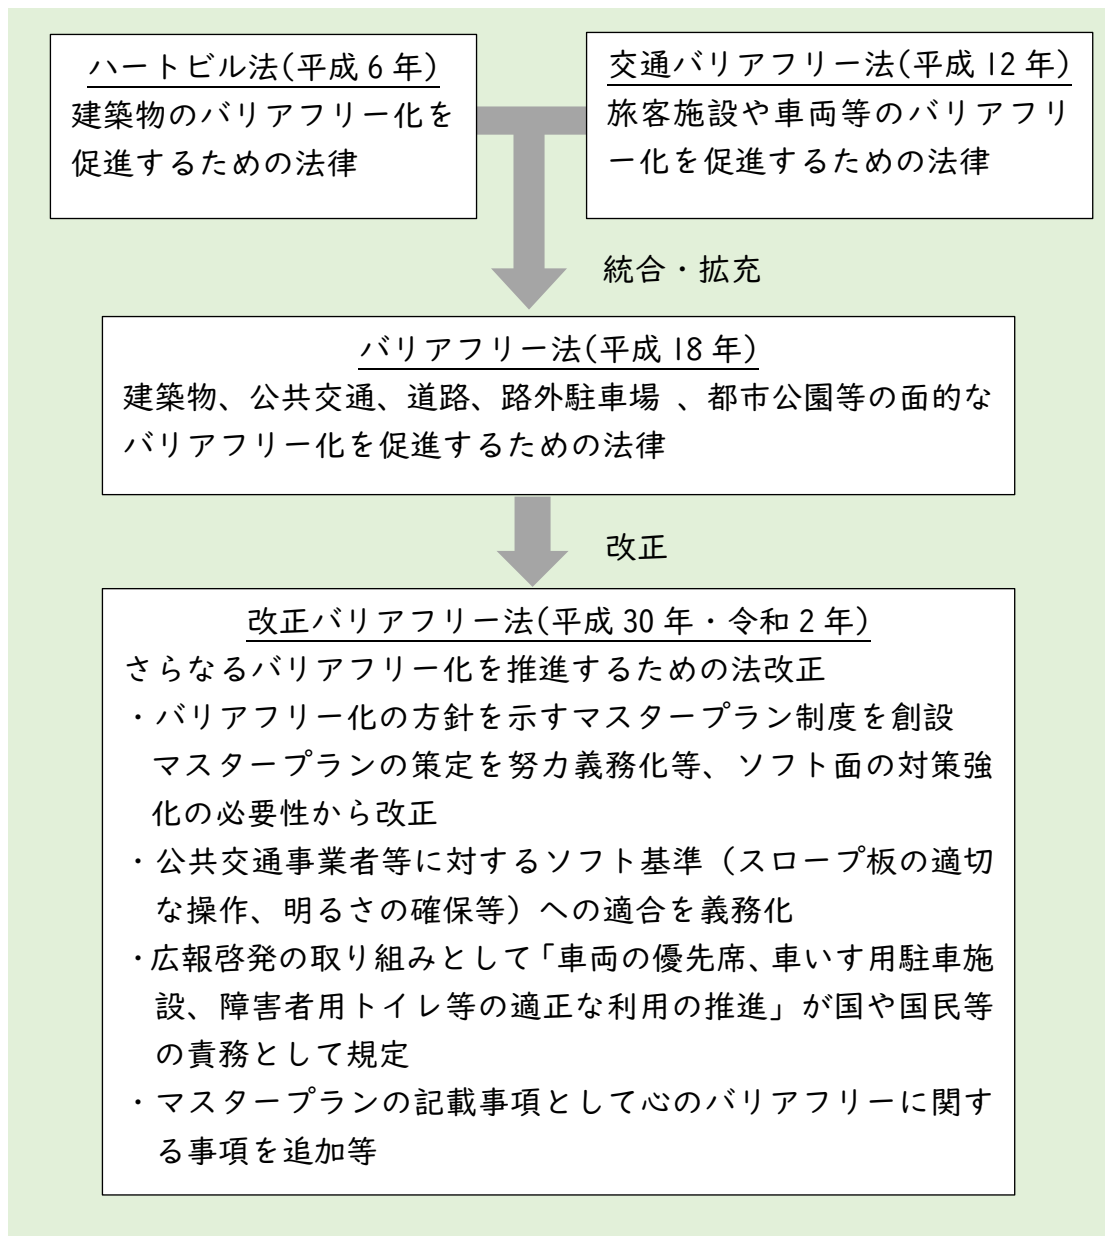 ハートビル法(平成6年)
建築物のバリアフリー化を
促進するための法律
交通バリアフリー法(平成12年)
旅客施設や車両等のバリアフリ
ー化を促進するための法律
統合・拡充
バリアフリー法(平成18年)
建築物、公共交通、道路、路外駐車場 、都市公園等の面的な
バリアフリー化を促進するための法律
改正
改正バリアフリー法(平成30年・令和2年)
さらなるバリアフリー化を推進するための法改正
・バリアフリー化の方針を示すマスタープラン制度を創設
マスタープランの策定を努力義務化等、ソフト面の対策強
化の必要性から改正
・公共交通事業者等に対するソフト基準（スロープ板の適切
な操作、明るさの確保等）への適合を義務化
・広報啓発の取り組みとして「車両の優先席、車いす用駐車施
設、障害者用トイレ等の適正な利用の推進」が国や国民等
の責務として規定
・マスタープランの記載事項として心のバリアフリーに関す
る事項を追加等